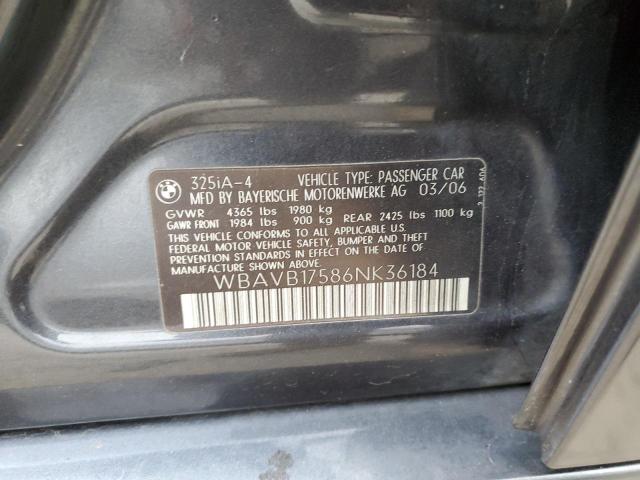 325iA-4 VEHICLE TYPE: PASSENGER CAR
MFD BY BAYERISCHE MOTORENWERKE AG 03/06
GVWR 4365 lbs 1980 kg
GAWR FRONT 1984 lbs 900 kg REAR 2425 lbs 1100 kg
THIS VEHICLE CONFORMS TO ALL APPLICABLE
FEDERAL MOTOR VEHICLE SAFETY, BUMPER AND THEFT
PREVENTION STANDARDS IN EFFECT ON THE DATE OF
MANUFACTURE SHOWN ABOVE.
WBAVB17586NK36184